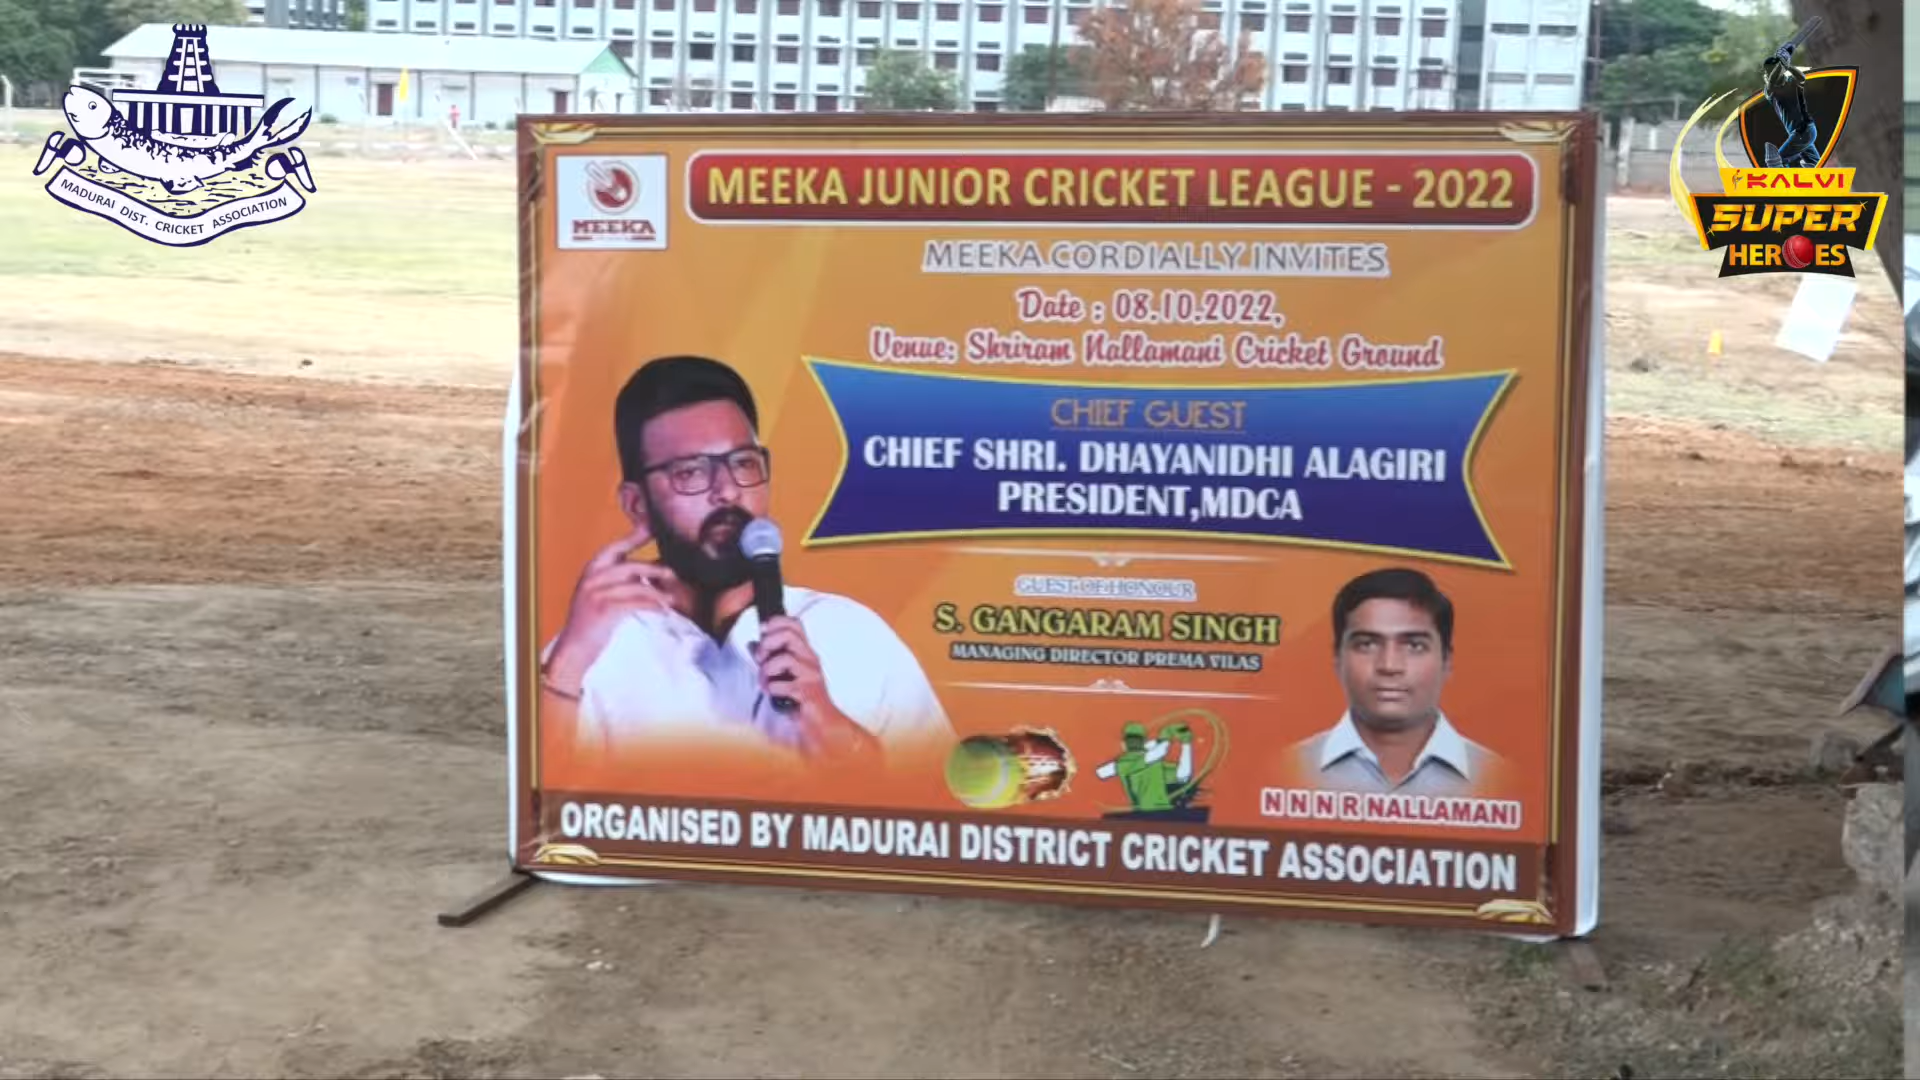 MADURAI DIST. CRICKET ASSOCIATION
KALVI
SUPER
HEROES
MEEKA
MEEKA JUNIOR CRICKET LEAGUE - 2022
MEEKA CORDIALLY INVITES
Date : 08.10.2022,
Venue: Shriram Nallamani Cricket Ground
CHIEF GUEST
CHIEF SHRI. DHAYANIDHI ALAGIRI
PRESIDENT,MDCA
GUEST OF HONOUR
S. GANGARAM SINGH
MANAGING DIRECTOR PREMA VILAS
N N N R NALLAMANI
ORGANISED BY MADURAI DISTRICT CRICKET ASSOCIATION